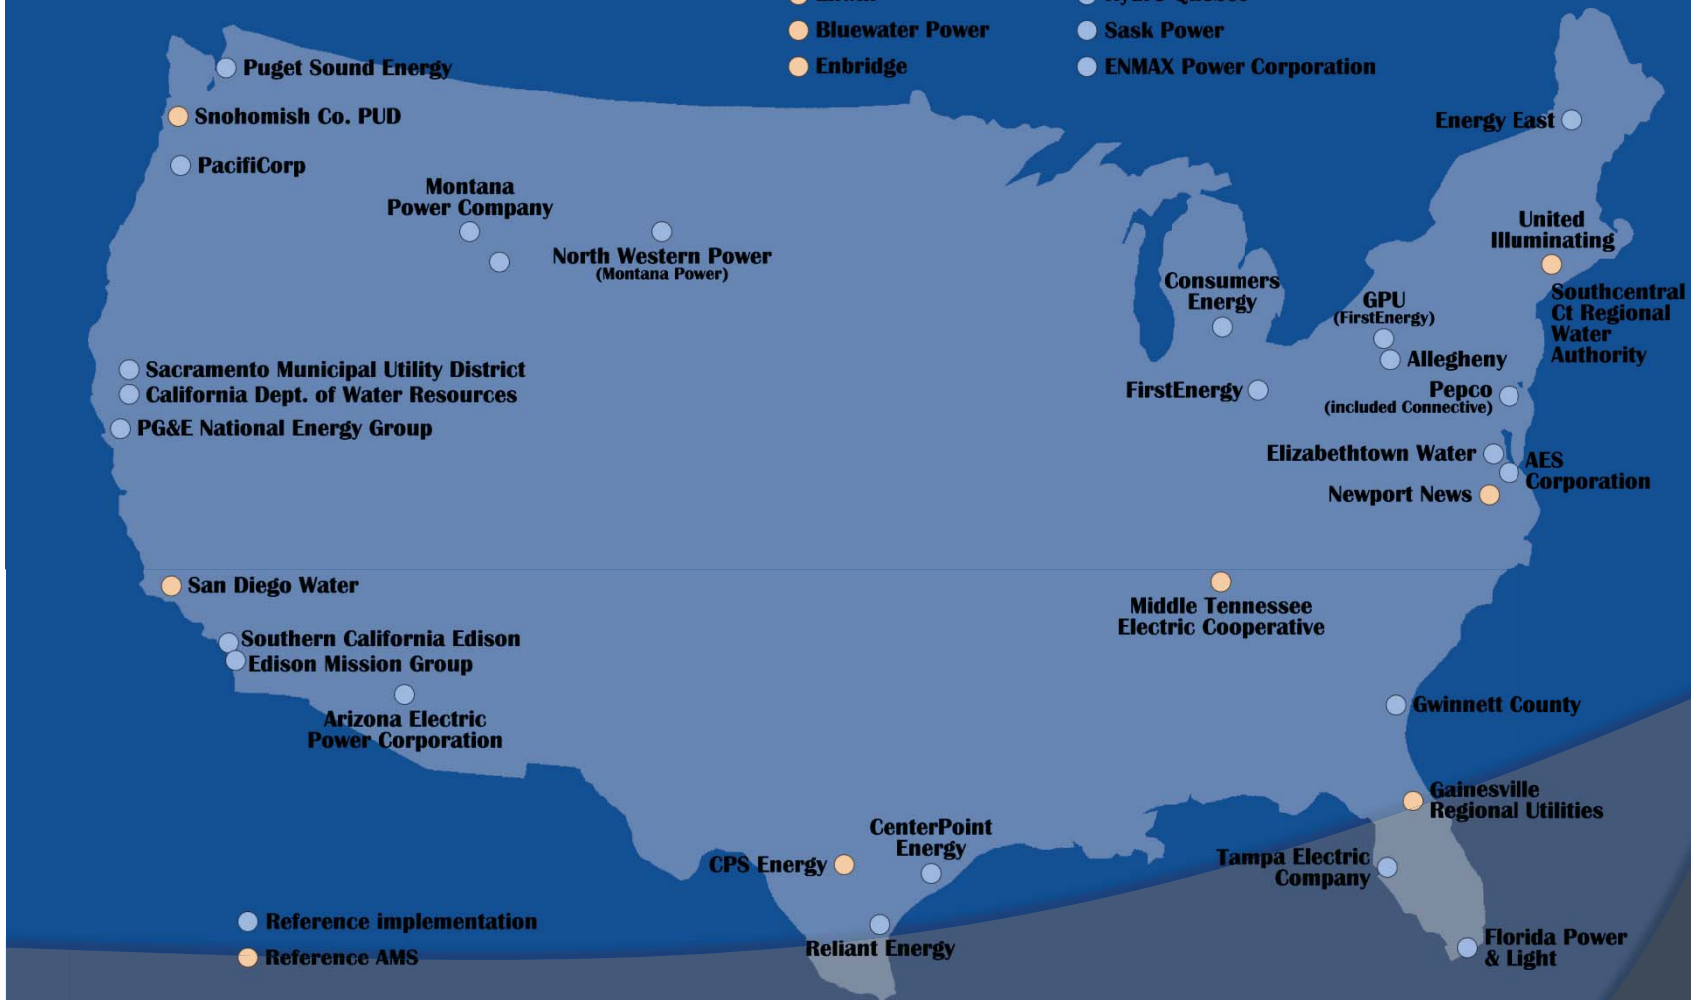 Bluewater Power
Sask Power
Enbridge
ENMAX Power Corporation
Puget Sound Energy
Snohomish Co. PUD
PacifiCorp
Energy East
Montana
Power Company
North Western Power
(Montana Power)
United
Illuminating
Southcentral
Ct Regional
Water
Authority
Consumers
Energy
GPU
(FirstEnergy)
Allegheny
FirstEnergy
Pepco
(included Connective)
Sacramento Municipal Utility District
California Dept. of Water Resources
PG&E National Energy Group
Elizabethtown Water
AES
Corporation
Newport News
San Diego Water
Middle Tennessee
Electric Cooperative
Southern California Edison
Edison Mission Group
Arizona Electric
Power Corporation
Gwinnett County
Gainesville
Regional Utilities
CenterPoint
Energy
CPS Energy
Tampa Electric
Company
Reliant Energy
Florida Power
& Light
Reference implementation
Reference AMS